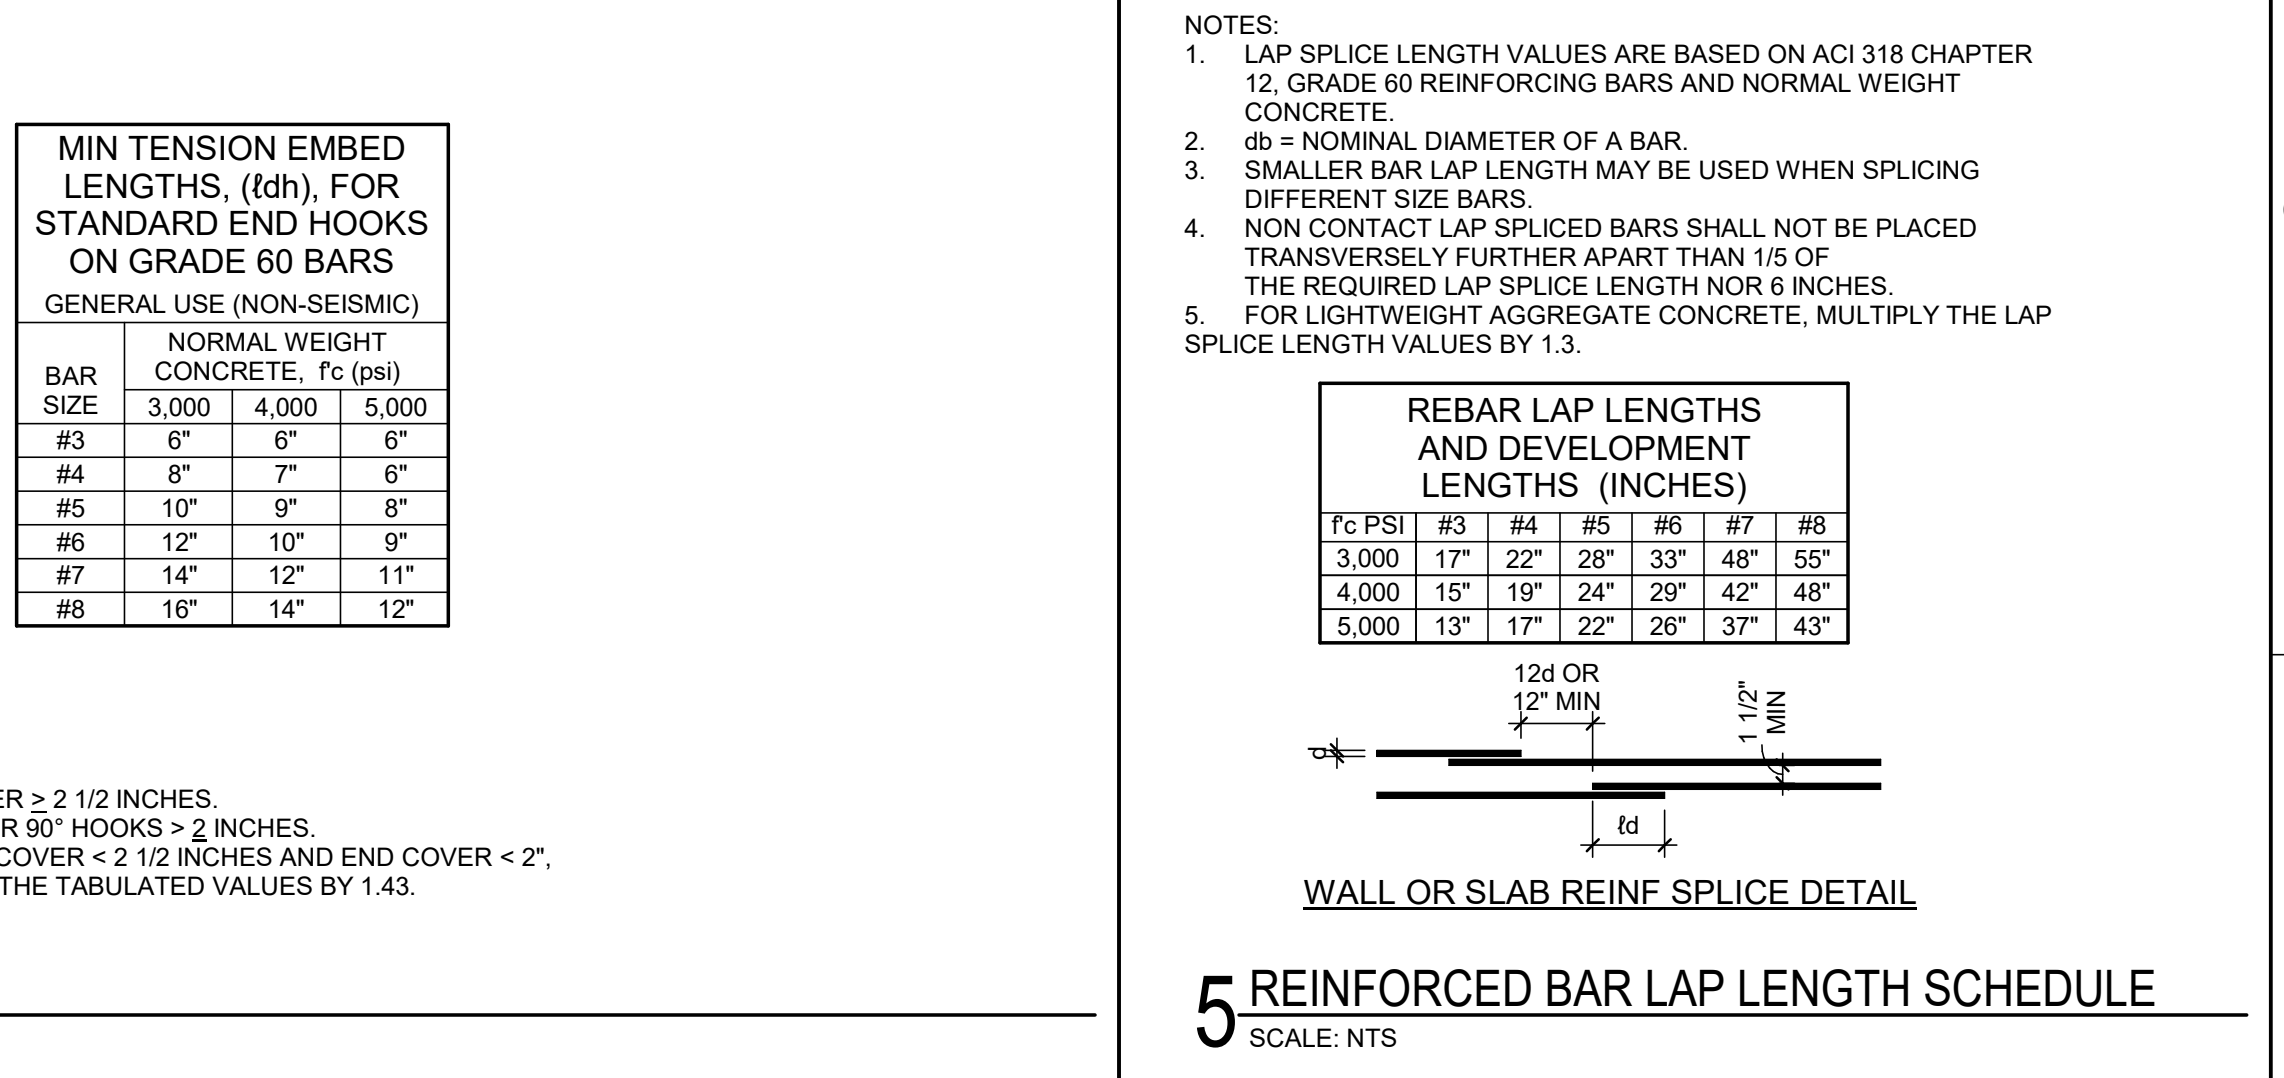 MIN TENSION EMBED
LENGTHS, (ℓdh), FOR
STANDARD END HOOKS
ON GRADE 60 BARS
GENERAL USE (NON-SEISMIC)
BAR
SIZE
NORMAL WEIGHT
CONCRETE, f'c (psi)
3,000 4,000 5,000
#3 6" 6" 6"
#4 8" 7" 6"
#5 10" 9" 8"
#6 12" 10" 9"
#7 14" 12" 11"
#8 16" 14" 12"
≥ 2 1/2 INCHES.
90° HOOKS > 2 INCHES.
COVER < 2 1/2 INCHES AND END COVER < 2",
THE TABULATED VALUES BY 1.43.
NOTES:
1. LAP SPLICE LENGTH VALUES ARE BASED ON ACI 318 CHAPTER
12, GRADE 60 REINFORCING BARS AND NORMAL WEIGHT
CONCRETE.
2. db = NOMINAL DIAMETER OF A BAR.
3. SMALLER BAR LAP LENGTH MAY BE USED WHEN SPLICING
DIFFERENT SIZE BARS.
4. NON CONTACT LAP SPLICED BARS SHALL NOT BE PLACED
TRANSVERSELY FURTHER APART THAN 1/5 OF
THE REQUIRED LAP SPLICE LENGTH NOR 6 INCHES.
5. FOR LIGHTWEIGHT AGGREGATE CONCRETE, MULTIPLY THE LAP
SPLICE LENGTH VALUES BY 1.3.
REBAR LAP LENGTHS
AND DEVELOPMENT
LENGTHS (INCHES)
f'c PSI #3 #4 #5 #6 #7 #8
3,000 17" 22" 28" 33" 48" 55"
4,000 15" 19" 24" 29" 42" 48"
5,000 13" 17" 22" 26" 37" 43"
12d OR
12" MIN
1 1/2"
MIN
d
ℓd
WALL OR SLAB REINF SPLICE DETAIL
5 REINFORCED BAR LAP LENGTH SCHEDULE
SCALE: NTS